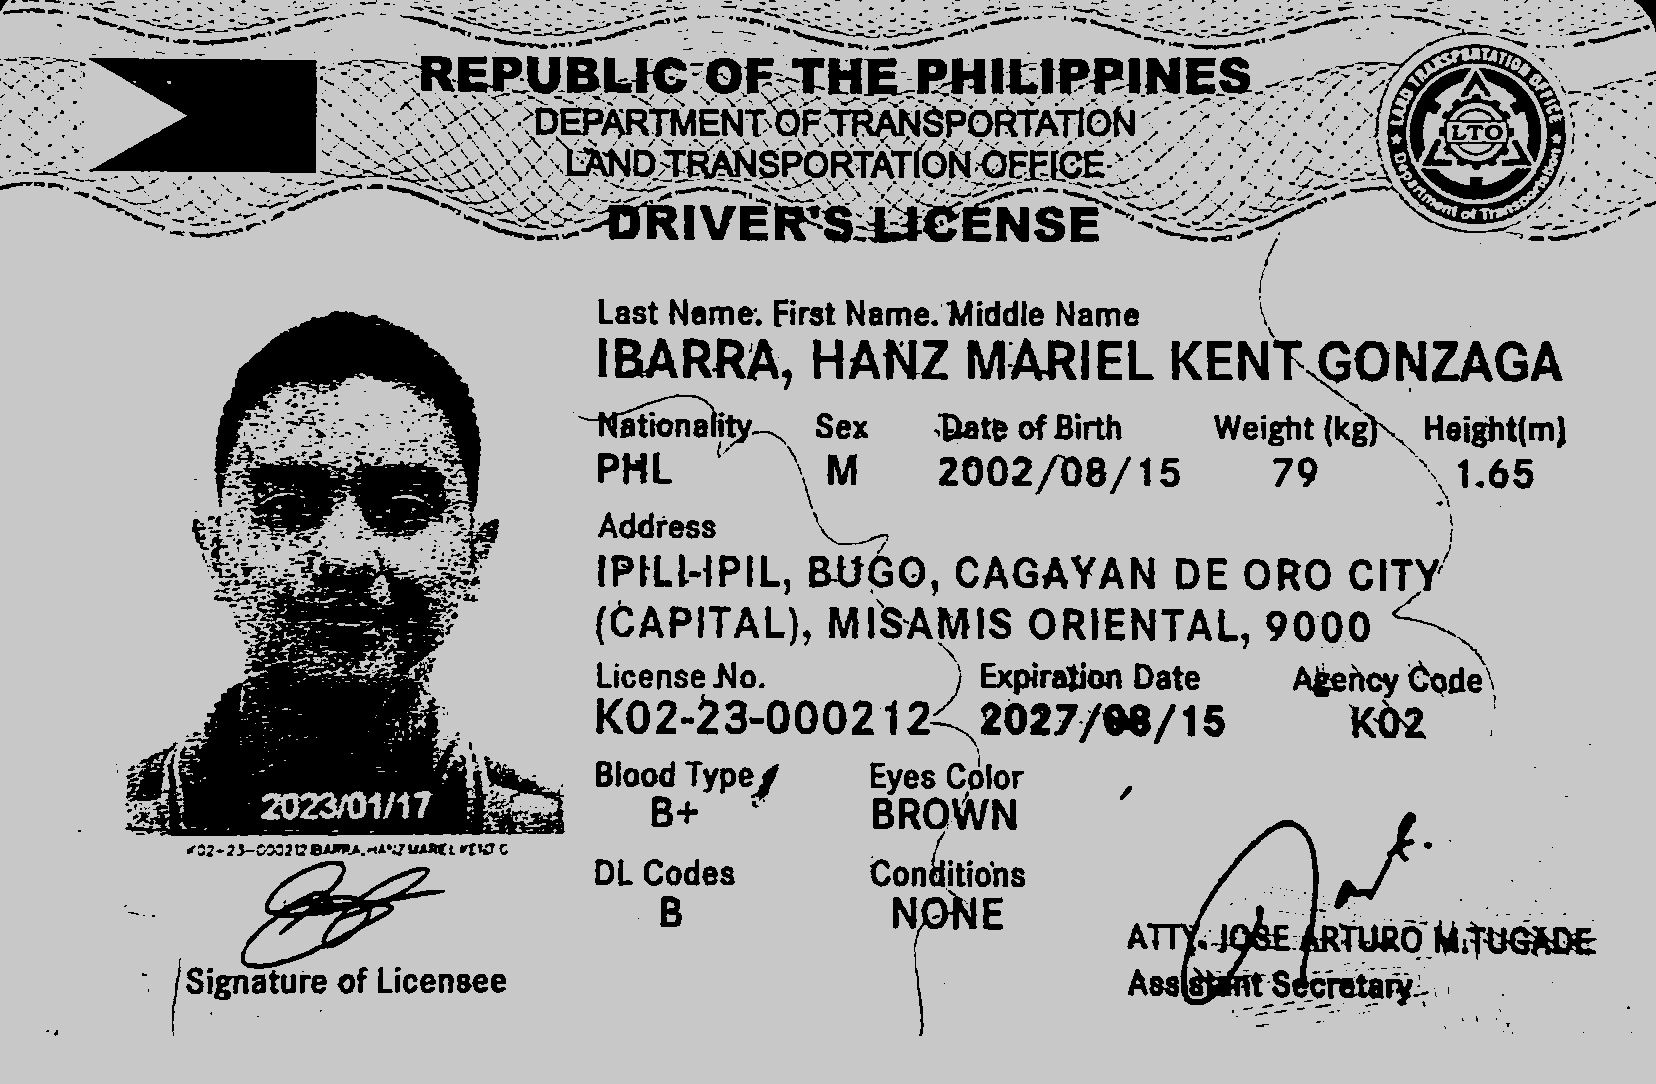 REPUBLIC OF THE PHILIPPINES
DEPARTMENT OF TRANSPORTATION
LAND TRANSPORTATION OFFICE
DRIVER'S LICENSE
LAND TRANSPORTATION OFFICE
LTO
Department of Transportation
Last Name. First Name. Middle Name
IBARRA, HANZ MARIEL KENT GONZAGA
Nationality Sex Date of Birth Weight (kg) Height(m)
PHL M 2002/08/15 79 1.65
Address
IPIL-IPIL, BUGO, CAGAYAN DE ORO CITY
(CAPITAL), MISAMIS ORIENTAL, 9000
License No. Expiration Date Agency Code
K02-23-000212 2027/08/15 K02
Blood Type Eyes Color
B+ BROWN
DL Codes Conditions
B NONE
2023/01/17
K02-23-000212 IBARRA, HANZ MARIEL KENT G
Signature of Licensee
ATTY. JOSE ARTURO M. TUGADE
Assistant Secretary